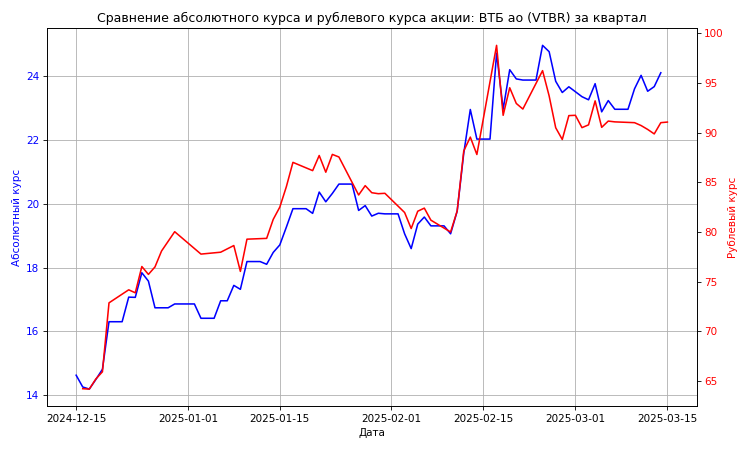 Сравнение абсолютного курса и рублевого курса акции: ВТБ ао (VTBR) за квартал
Абсолютный курс
24
22
20
18
16
14
100
95
90
85
80
75
70
65
Рублевый курс
2024-12-15 2025-01-01 2025-01-15 2025-02-01 2025-02-15 2025-03-01 2025-03-15
Дата